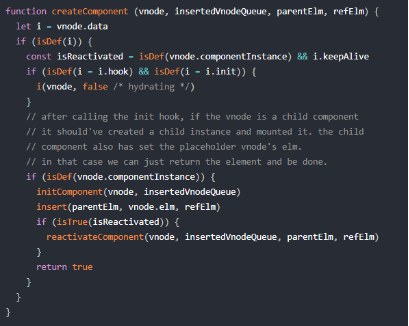 function createComponent (vnode, insertedVnodeQueue, parentElm, refElm) {
  let i = vnode.data
  if (isDef(i)) {
    const isReactivated = isDef(vnode.componentInstance) && i.keepAlive
    if (isDef(i = i.hook) && isDef(i = i.init)) {
      i(vnode, false /* hydrating */)
    }
    // after calling the init hook, if the vnode is a child component
    // it should've created a child instance and mounted it. the child
    // component also has set the placeholder vnode's elm.
    // in that case we can just return the element and be done.
    if (isDef(vnode.componentInstance)) {
      initComponent(vnode, insertedVnodeQueue)
      insert(parentElm, vnode.elm, refElm)
      if (isTrue(isReactivated)) {
        reactivateComponent(vnode, insertedVnodeQueue, parentElm, refElm)
      }
      return true
    }
  }
}